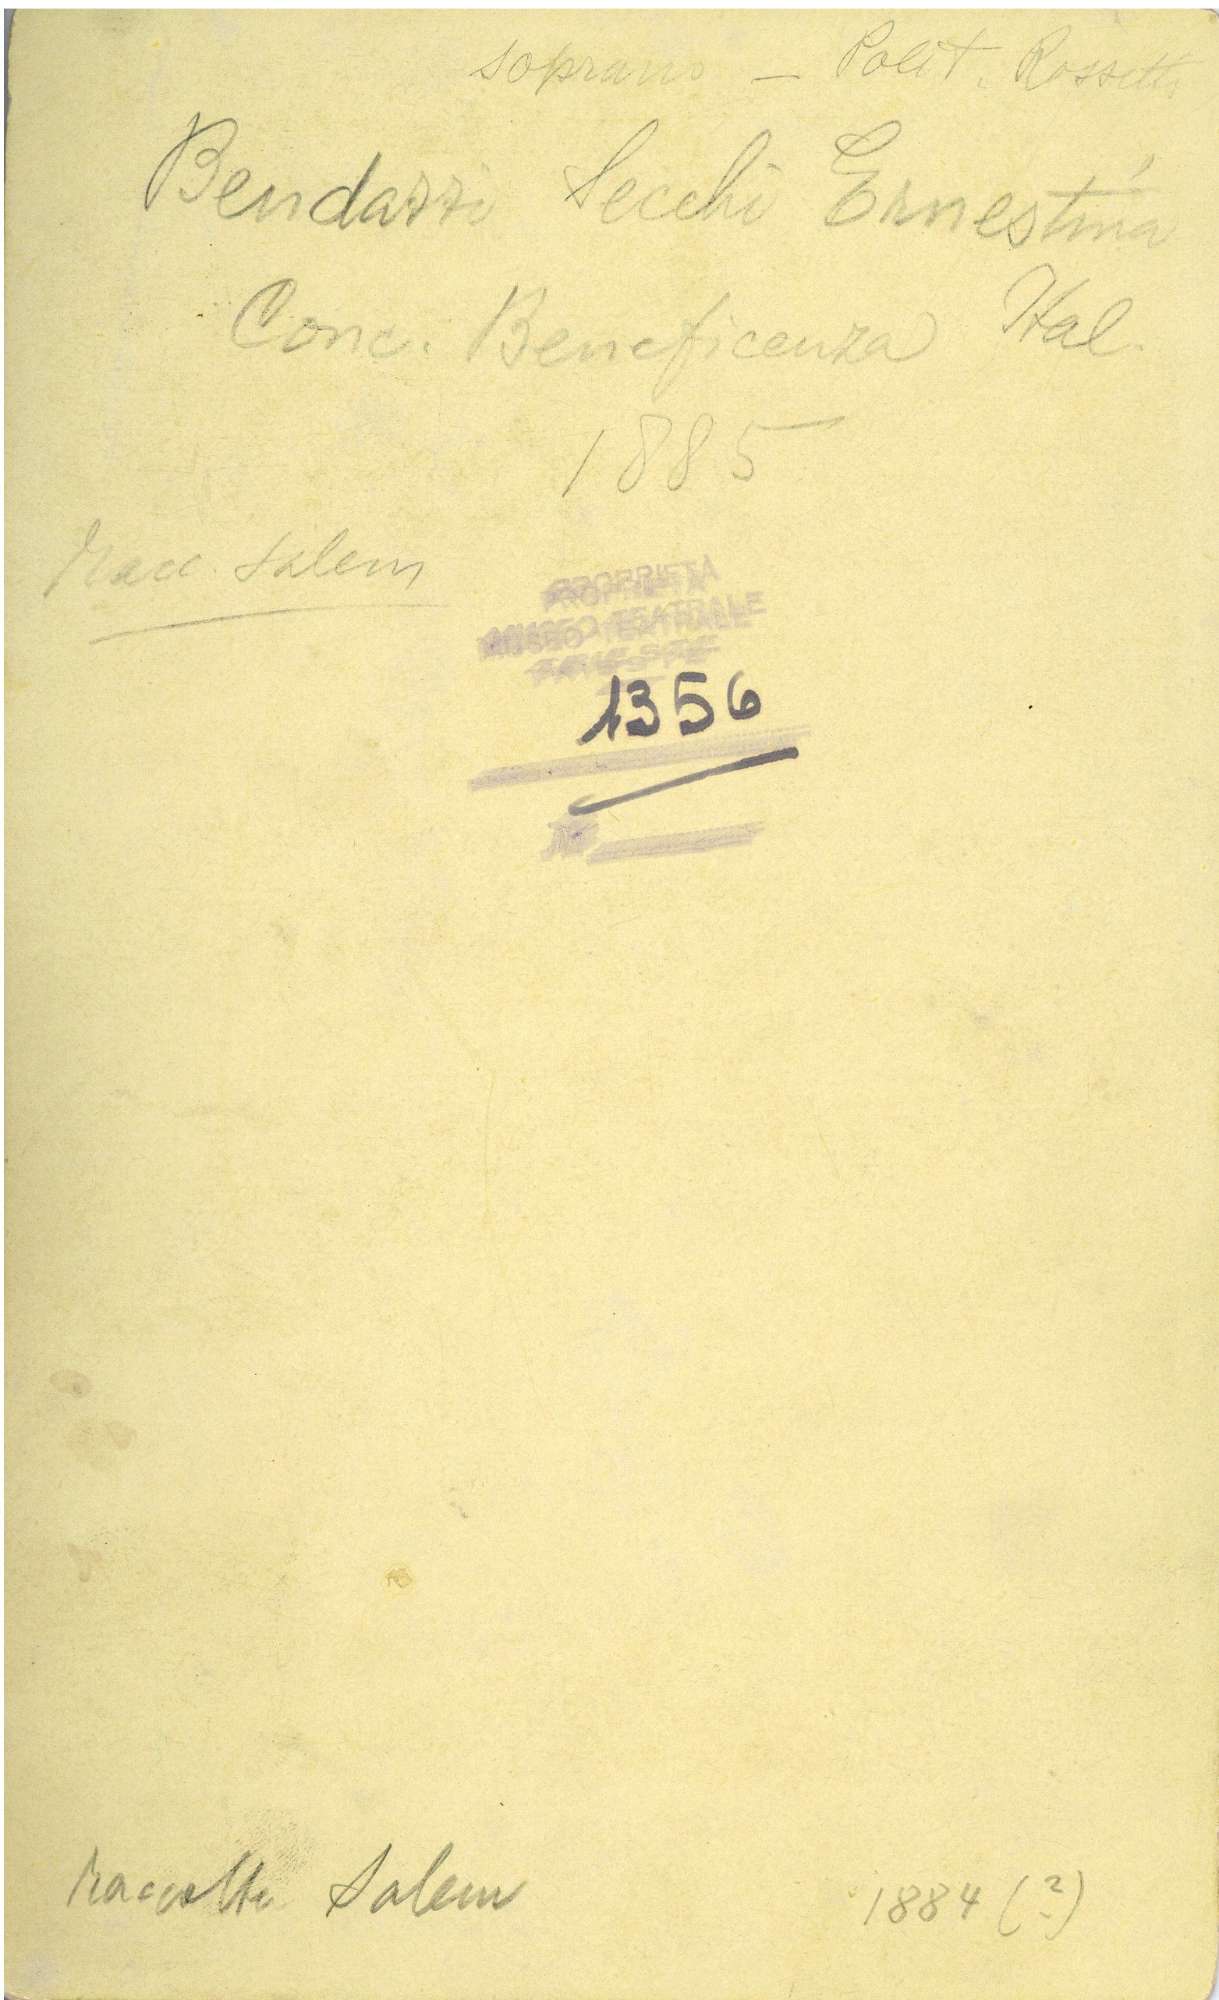 soprano — Polit. Rossetti
Bendazzi Secchi Ernestina
Conc. Beneficenza Ital.
1885
Racc. Salem
PROPRIETÀ
MUSEO TEATRALE
TRIESTE
1356
Raccolta Salem
1884 (?)